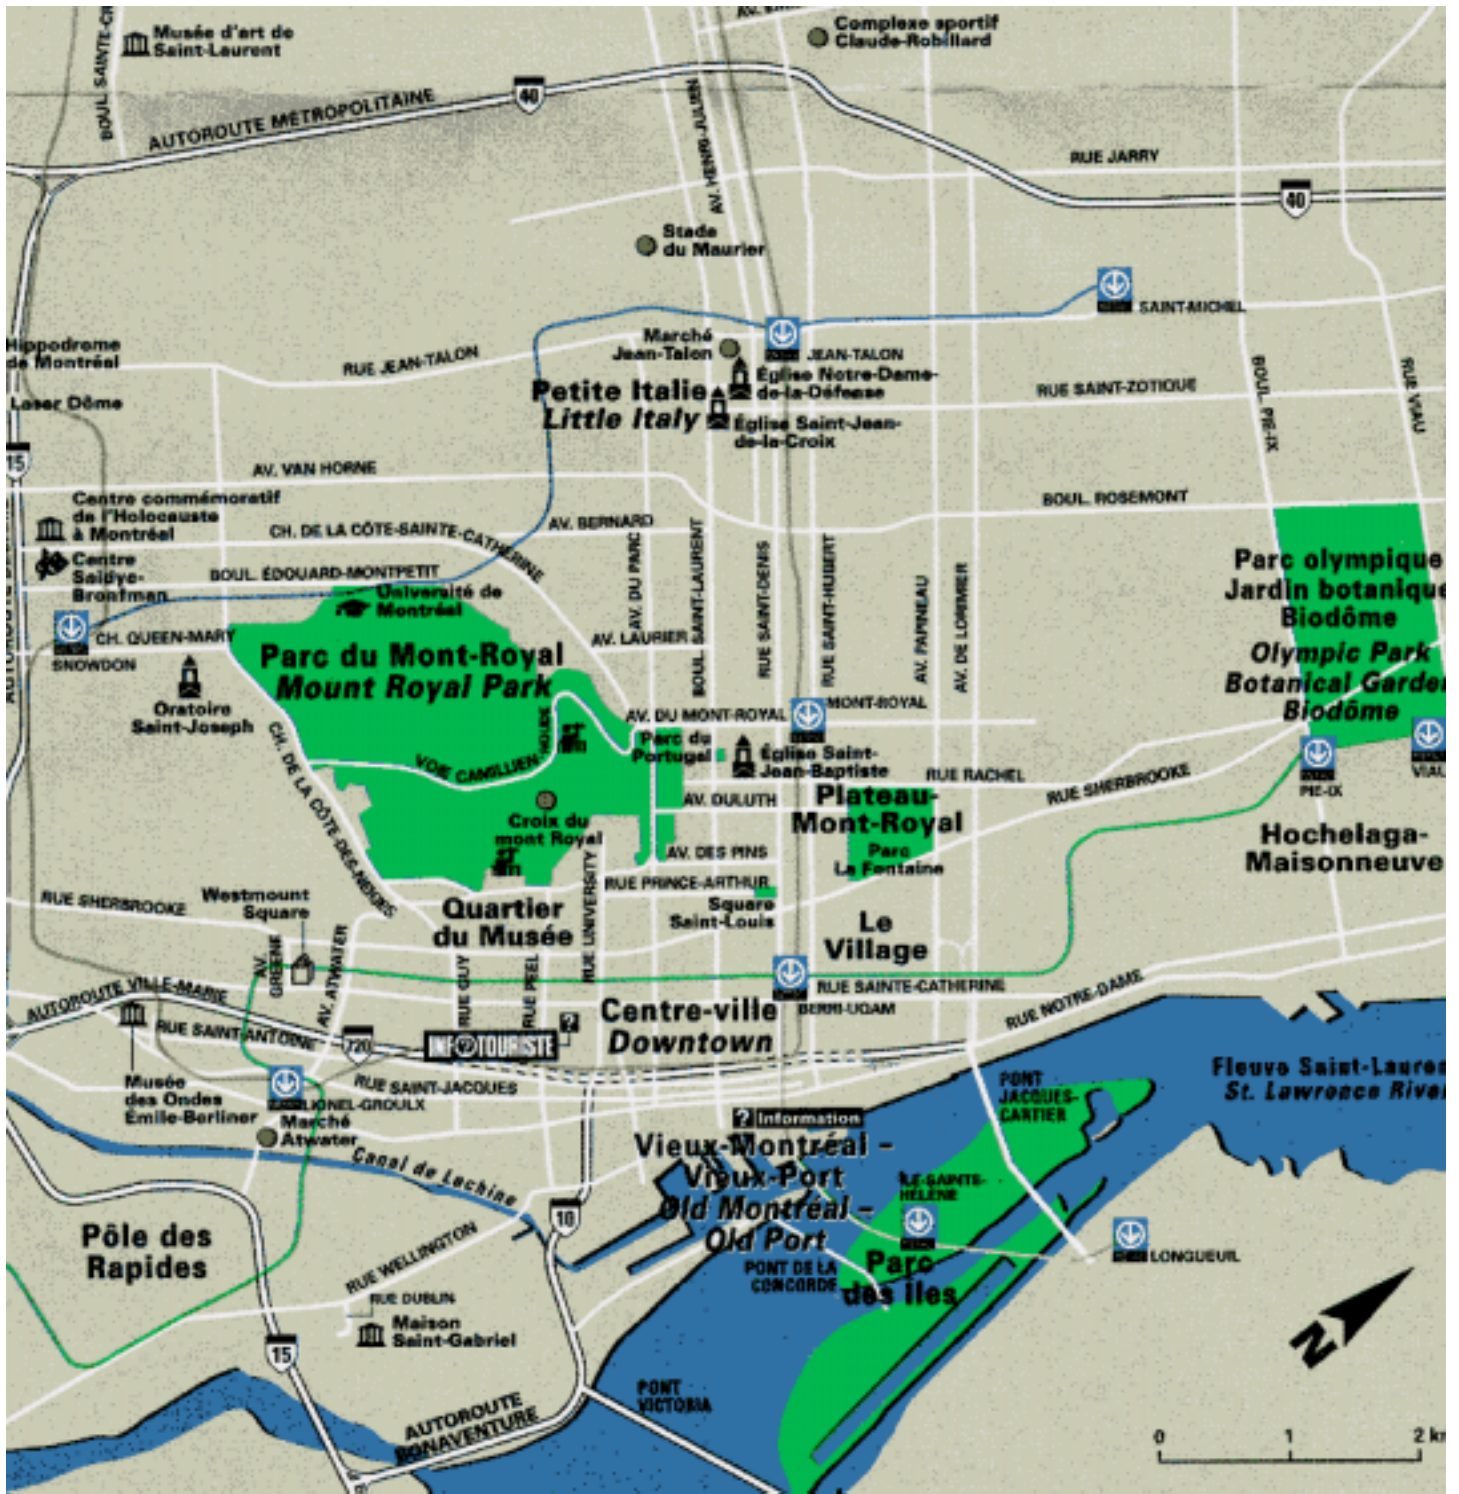 BOUL. SAINTE-CR
Musée d'art de
Saint-Laurent
Complexe sportif
Claude-Robillard
40
AUTOROUTE MÉTROPOLITAINE
AV. HENRI-JULIEN
RUE JARRY
40
Stade
du Maurier
SAINT-MICHEL
Hippodrome
de Montréal
Marché
Jean-Talon
JEAN-TALON
RUE JEAN-TALON
Église Notre-Dame-
de-la-Défense
Petite Italie
Little Italy
Église Saint-Jean-
de-la-Croix
RUE SAINT-ZOTIQUE
BOUL. PIE-IX
RUE VIAU
Laser Dôme
15
AV. VAN HORNE
BOUL. ROSEMONT
Centre commémoratif
de l'Holocauste
à Montréal
CH. DE LA CÔTE-SAINTE-CATHERINE
AV. BERNARD
Centre
Saidye-
Bronfman
BOUL. ÉDOUARD-MONTPETIT
Université de
Montréal
AV. DU PARC
BOUL. SAINT-LAURENT
RUE SAINT-DENIS
RUE SAINT-HUBERT
AV. PAPINEAU
AV. DE LORIMIER
Parc olympique
Jardin botanique
Biodôme
Olympic Park
Botanical Garden
Biodôme
CH. QUEEN-MARY
SNOWDON
AV. LAURIER
Parc du Mont-Royal
Mount Royal Park
Oratoire
Saint-Joseph
CH. DE LA CÔTE-DES-NEIGES
VOIE CAMILLIEN-
HOUDE
AV. DU MONT-ROYAL
MONT-ROYAL
Parc du
Portugal
Église Saint-
Jean-Baptiste
RUE RACHEL
RUE SHERBROOKE
PIE-IX
VIAU
Croix du
mont Royal
AV. DULUTH
Plateau-
Mont-Royal
Parc
La Fontaine
Hochelaga-
Maisonneuve
AV. DES PINS
RUE PRINCE-ARTHUR
Square
Saint-Louis
RUE SHERBROOKE
Westmount
Square
Quartier
du Musée
RUE UNIVERSITY
Le
Village
AV.
GREENE
AV. ATWATER
RUE GUY
RUE PEEL
RUE SAINTE-CATHERINE
BERRI-UQAM
RUE NOTRE-DAME
AUTOROUTE VILLE-MARIE
RUE SAINT-ANTOINE
720
INFOTOURISTE
?
Centre-ville
Downtown
Musée
des Ondes
Émile-Berliner
RUE SAINT-JACQUES
LIONEL-GROULX
Marché
Atwater
Canal de Lachine
? Information
Vieux-Montréal –
Vieux-Port
Old Montréal –
Old Port
PONT
JACQUES-
CARTIER
Fleuve Saint-Lauren
St. Lawrence River
ÎLE-SAINTE-
HÉLÈNE
Parc
des Îles
PONT DE LA
CONCORDE
LONGUEUIL
Pôle des
Rapides
10
RUE WELLINGTON
RUE DUBLIN
Maison
Saint-Gabriel
15
AUTOROUTE
BONAVENTURE
PONT
VICTORIA
N
0 1 2 km